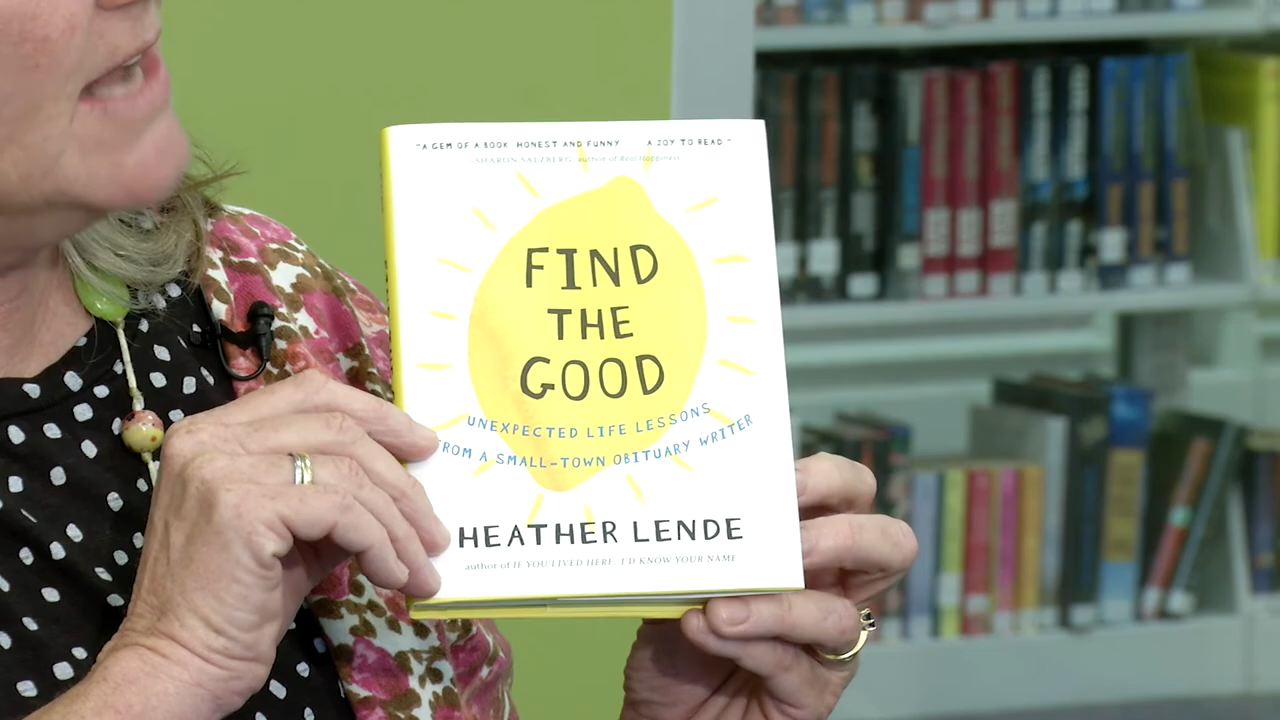 "A GEM OF A BOOK HONEST AND FUNNY A JOY TO READ"
—SHARON SALZBERG, author of Real Happiness
FIND
THE
GOOD
UNEXPECTED LIFE LESSONS
ROM A SMALL-TOWN OBITUARY WRITER
HEATHER LENDE
author of IF YOU LIVED HERE, I'D KNOW YOUR NAME